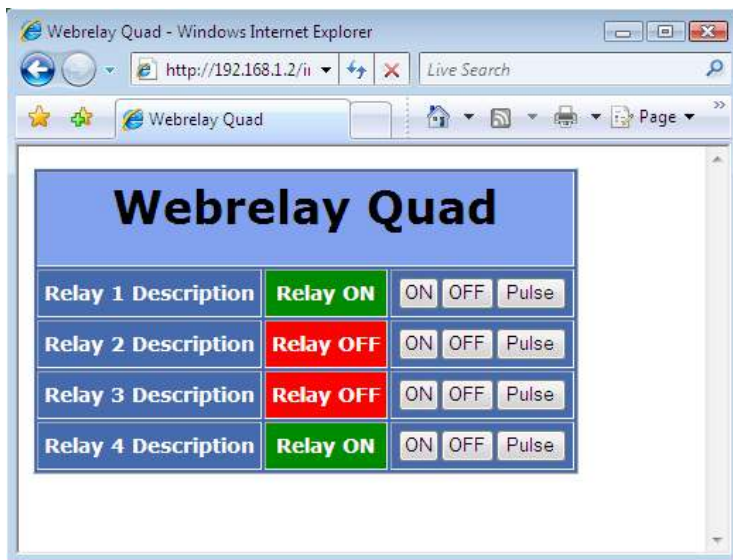 Webrelay Quad - Windows Internet Explorer
http://192.168.1.2/ii Live Search
Webrelay Quad Page
Webrelay Quad
Relay 1 Description Relay ON ON OFF Pulse
Relay 2 Description Relay OFF ON OFF Pulse
Relay 3 Description Relay OFF ON OFF Pulse
Relay 4 Description Relay ON ON OFF Pulse